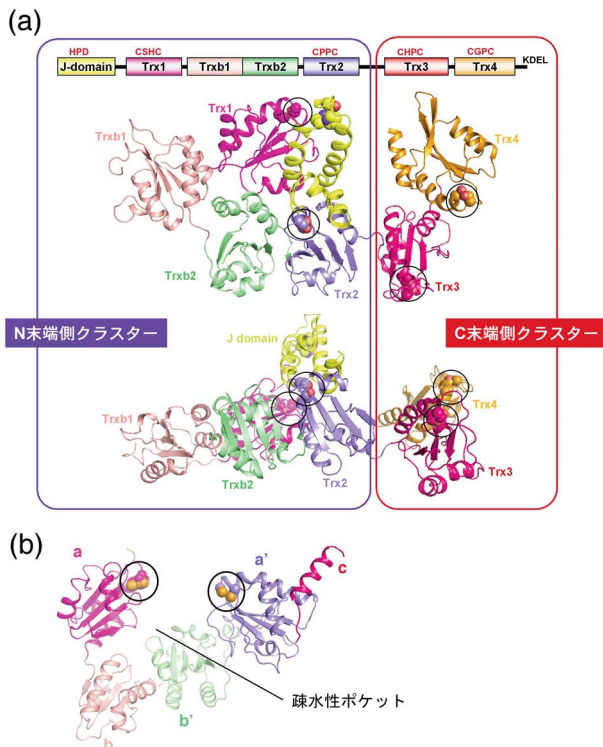 (a)
HPD CSHC CPPC CHPC CGPC
J-domain Trx1 Trxb1 Trxb2 Trx2 Trx3 Trx4 KDEL
Trx1
Trxb1
Trx4
Trxb2
Trx2
Trx3
N末端側クラスター
C末端側クラスター
J domain
Trxb1
Trx4
Trxb2
Trx2
Trx3
(b)
a
a'
c
疎水性ポケット
b'
b